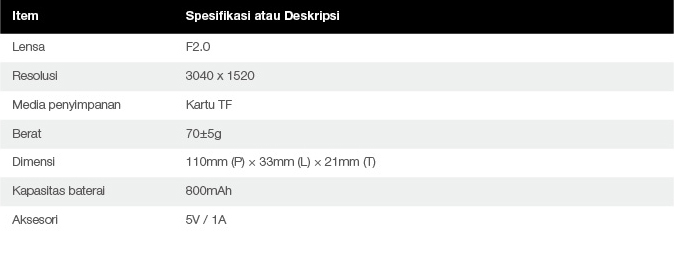 Item Spesifikasi atau Deskripsi
Lensa F2.0
Resolusi 3040 x 1520
Media penyimpanan Kartu TF
Berat 70±5g
Dimensi 110mm (P) × 33mm (L) × 21mm (T)
Kapasitas baterai 800mAh
Aksesori 5V / 1A